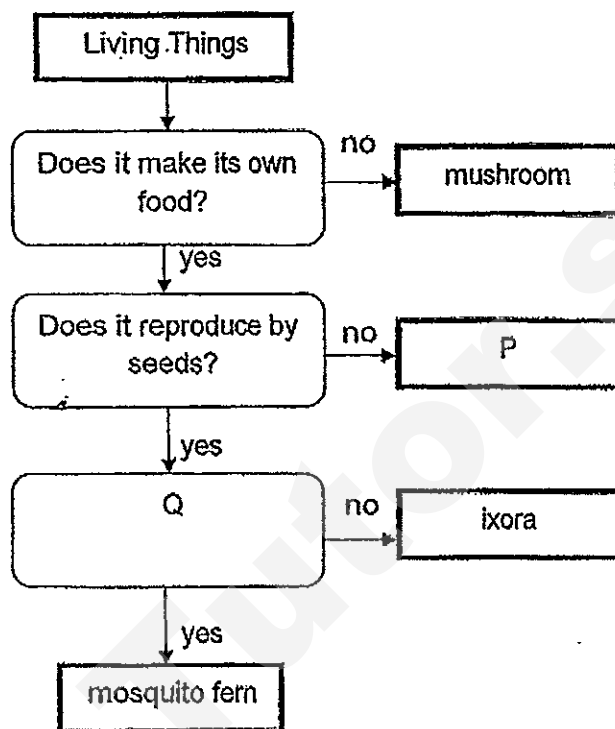 Living Things
Does it make its own
food?
no
mushroom
yes
Does it reproduce by
seeds?
no
P
yes
Q
no
ixora
yes
mosquito fern
Tutor.s